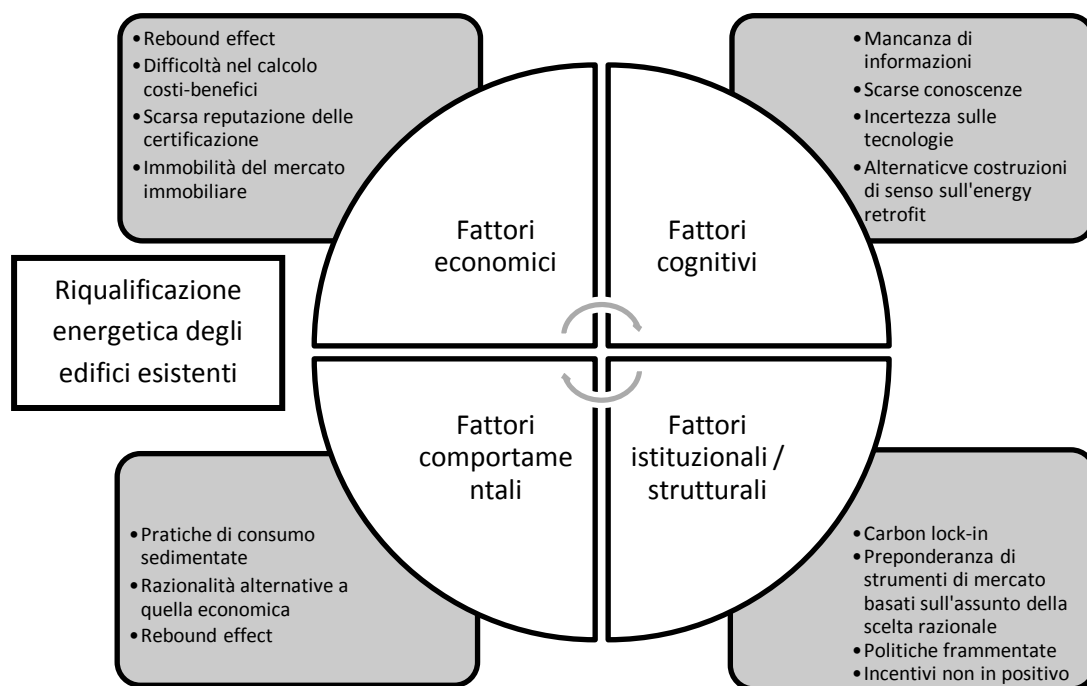 •Rebound effect
•Difficoltà nel calcolo
costi-benefici
•Scarsa reputazione delle
certificazione
•Immobilità del mercato
immobiliare
•Mancanza di
informazioni
•Scarse conoscenze
•Incertezza sulle
tecnologie
•Alternaticve costruzioni
di senso sull'energy
retrofit
Fattori
economici
Fattori
cognitivi
Riqualificazione
energetica degli
edifici esistenti
Fattori
comportame
ntali
Fattori
istituzionali /
strutturali
•Pratiche di consumo
sedimentate
•Razionalità alternative a
quella economica
•Rebound effect
•Carbon lock-in
•Preponderanza di
strumenti di mercato
basati sull'assunto della
scelta razionale
•Politiche frammentate
•Incentivi non in positivo